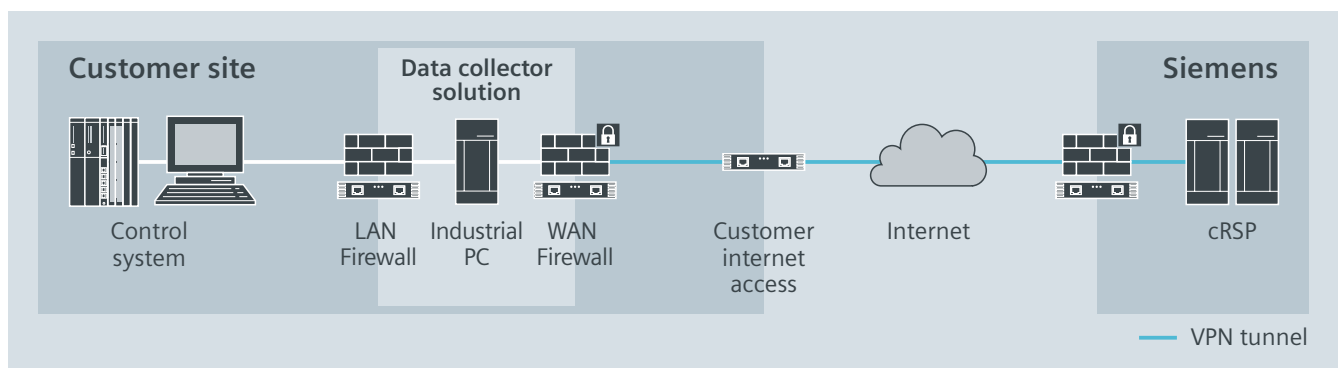 Customer site
Data collector
solution
Siemens
Control
system
LAN
Firewall
Industrial
PC
WAN
Firewall
Customer
internet
access
Internet
cRSP
VPN tunnel